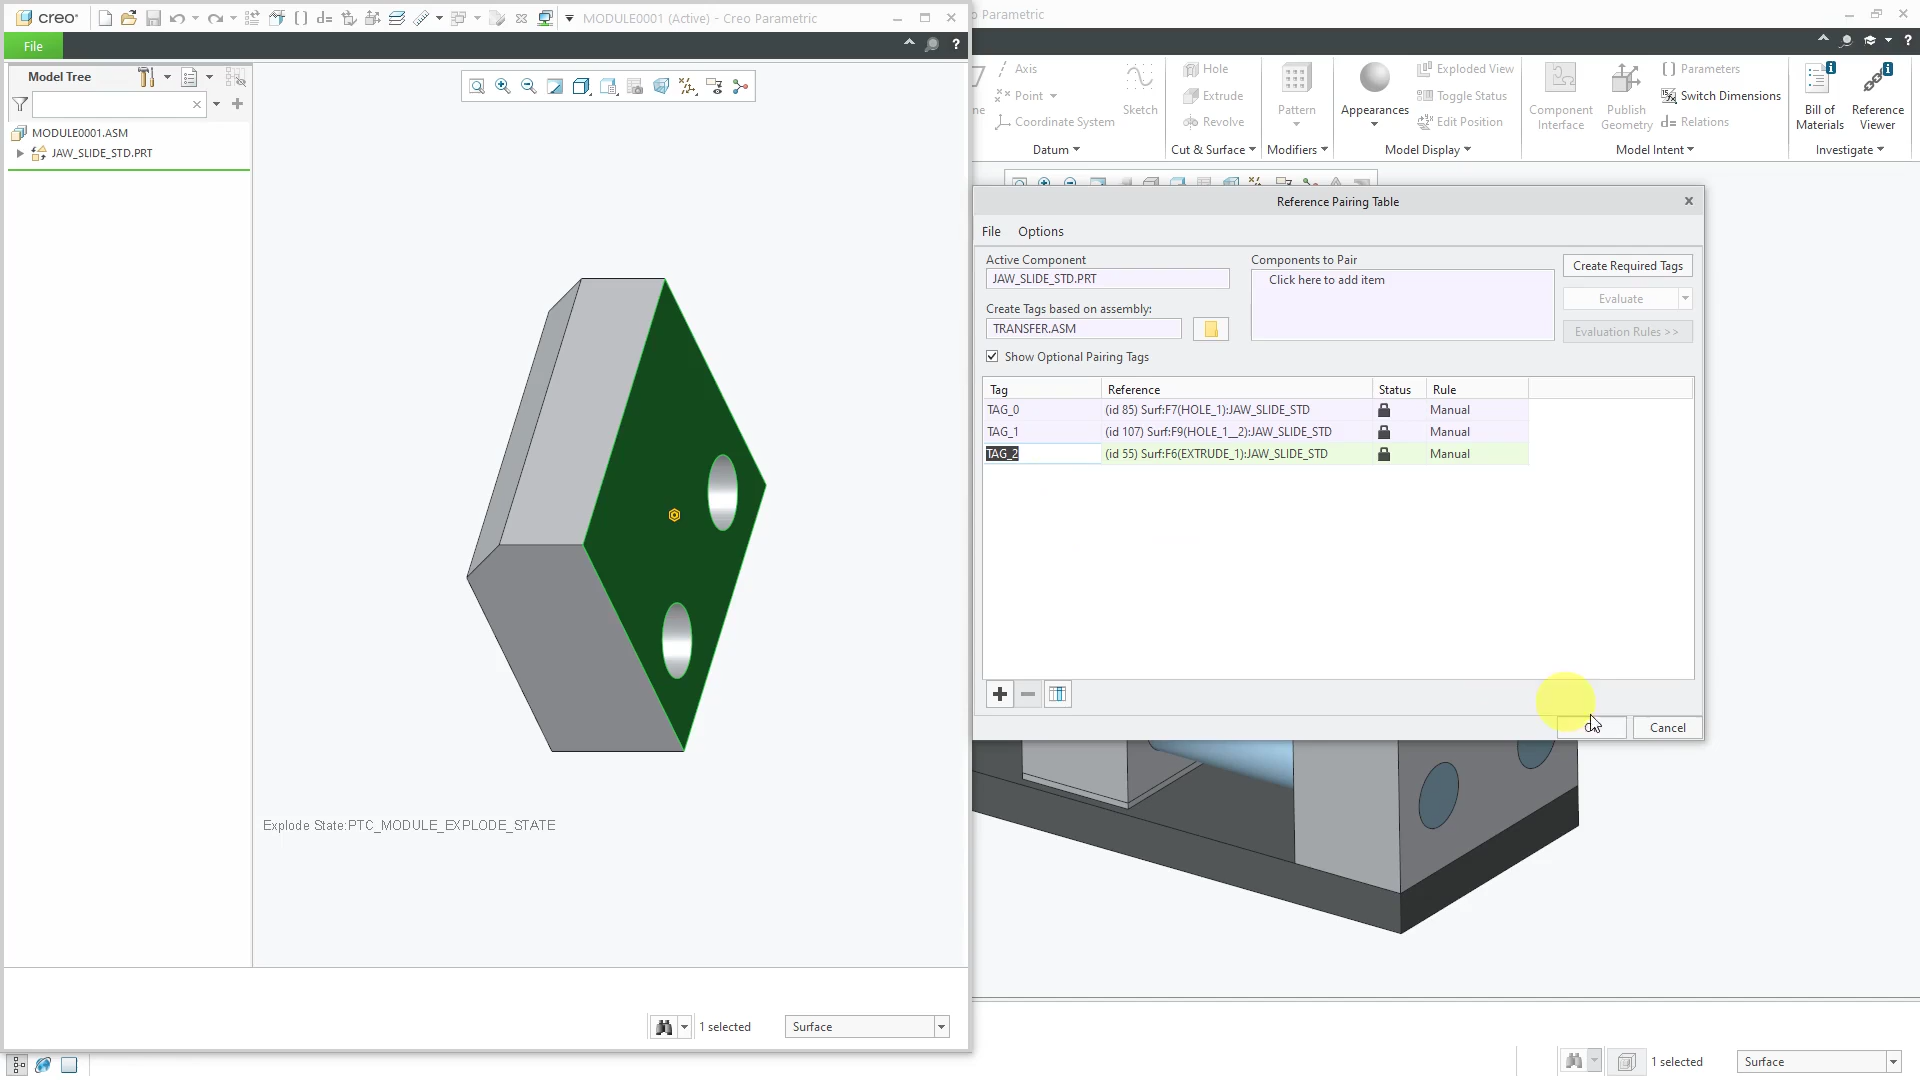 creo®
MODULE0001 (Active) - Creo Parametric
File
?
Model Tree
MODULE0001.ASM
JAW_SLIDE_STD.PRT
Explode State:PTC_MODULE_EXPLODE_STATE
1 selected
Surface
Parametric
?
Axis
Point
Coordinate System
Sketch
Datum
Hole
Extrude
Revolve
Cut & Surface
Pattern
Modifiers
Appearances
Exploded View
Toggle Status
Edit Position
Model Display
Component
Interface
Publish
Geometry
Parameters
Switch Dimensions
Relations
Model Intent
Bill of
Materials
Reference
Viewer
Investigate
Reference Pairing Table
File Options
Active Component
JAW_SLIDE_STD.PRT
Create Tags based on assembly:
TRANSFER.ASM
Show Optional Pairing Tags
Components to Pair
Click here to add item
Create Required Tags
Evaluate
Evaluation Rules >>
Tag Reference Status Rule
TAG_0 (id 85) Surf:F7(HOLE_1):JAW_SLIDE_STD Manual
TAG_1 (id 107) Surf:F9(HOLE_1__2):JAW_SLIDE_STD Manual
TAG_2 (id 55) Surf:F6(EXTRUDE_1):JAW_SLIDE_STD Manual
Cancel
1 selected
Surface